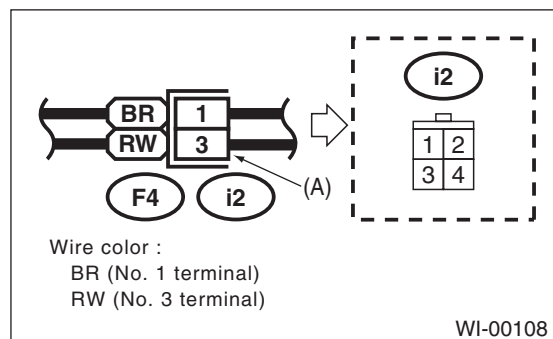 i2
BR 1
RW 3
1 2
3 4
F4 i2 (A)
Wire color :
BR (No. 1 terminal)
RW (No. 3 terminal)
WI-00108